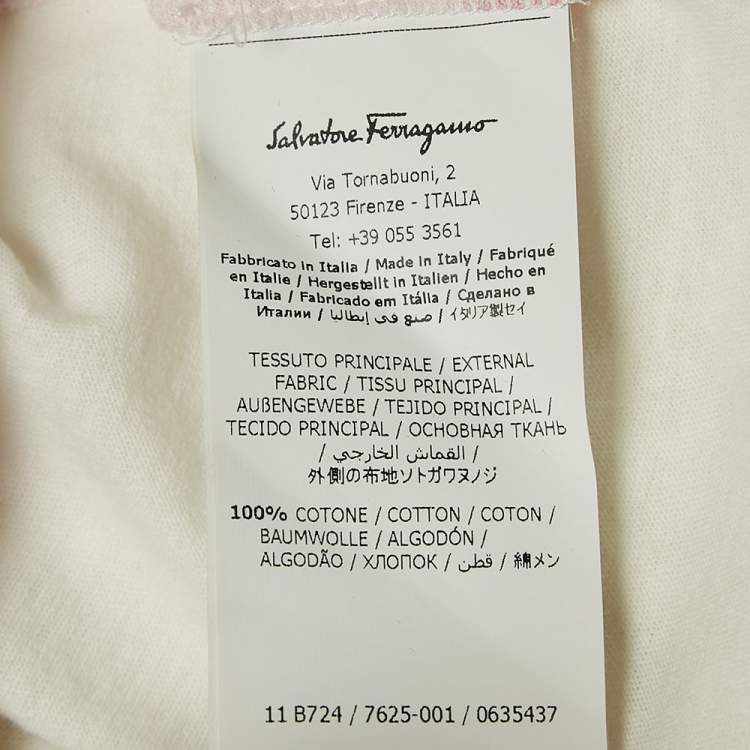 Salvatore Ferragamo
Via Tornabuoni, 2
50123 Firenze - ITALIA
Tel: +39 055 3561
Fabbricato in Italia / Made in Italy / Fabriqué
en Italie / Hergestellt in Italien / Hecho en
Italia / Fabricado em Itália / Сделано в
Италии / صنع في إيطاليا / イタリア製セイ
TESSUTO PRINCIPALE / EXTERNAL
FABRIC / TISSU PRINCIPAL /
AUßENGEWEBE / TEJIDO PRINCIPAL /
TECIDO PRINCIPAL / ОСНОВНАЯ ТКАНЬ
/ القماش الخارجي /
外側の布地ソトガワヌノジ
100% COTONE / COTTON / COTON /
BAUMWOLLE / ALGODÓN /
ALGODÃO / ХЛОПОК / قطن / 綿メン
11 B724 / 7625-001 / 0635437